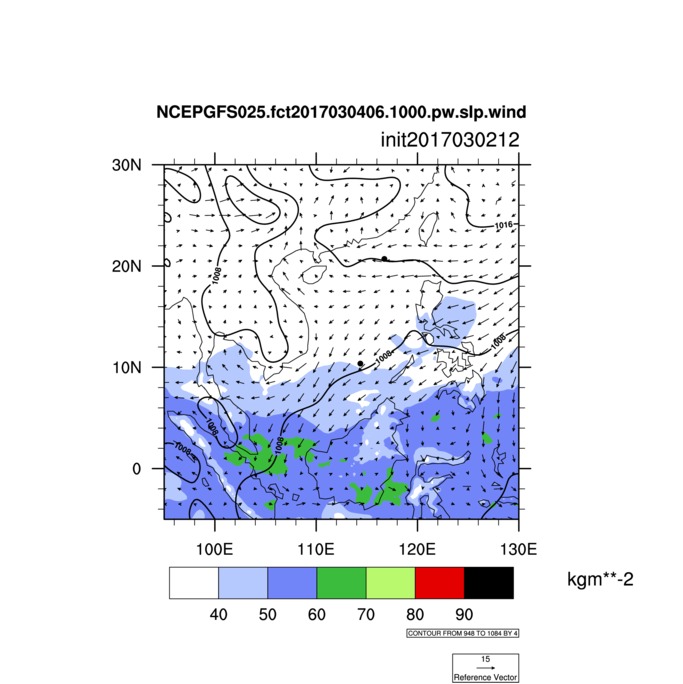 NCEPGFS025.fct2017030406.1000.pw.slp.wind
init2017030212
30N
1016
20N
1008
1008
1008
10N
1008
1008
1008
0
100E
110E
120E
130E
kgm**-2
40
50
60
70
80
90
CONTOUR FROM 948 TO 1084 BY 4
15
Reference Vector